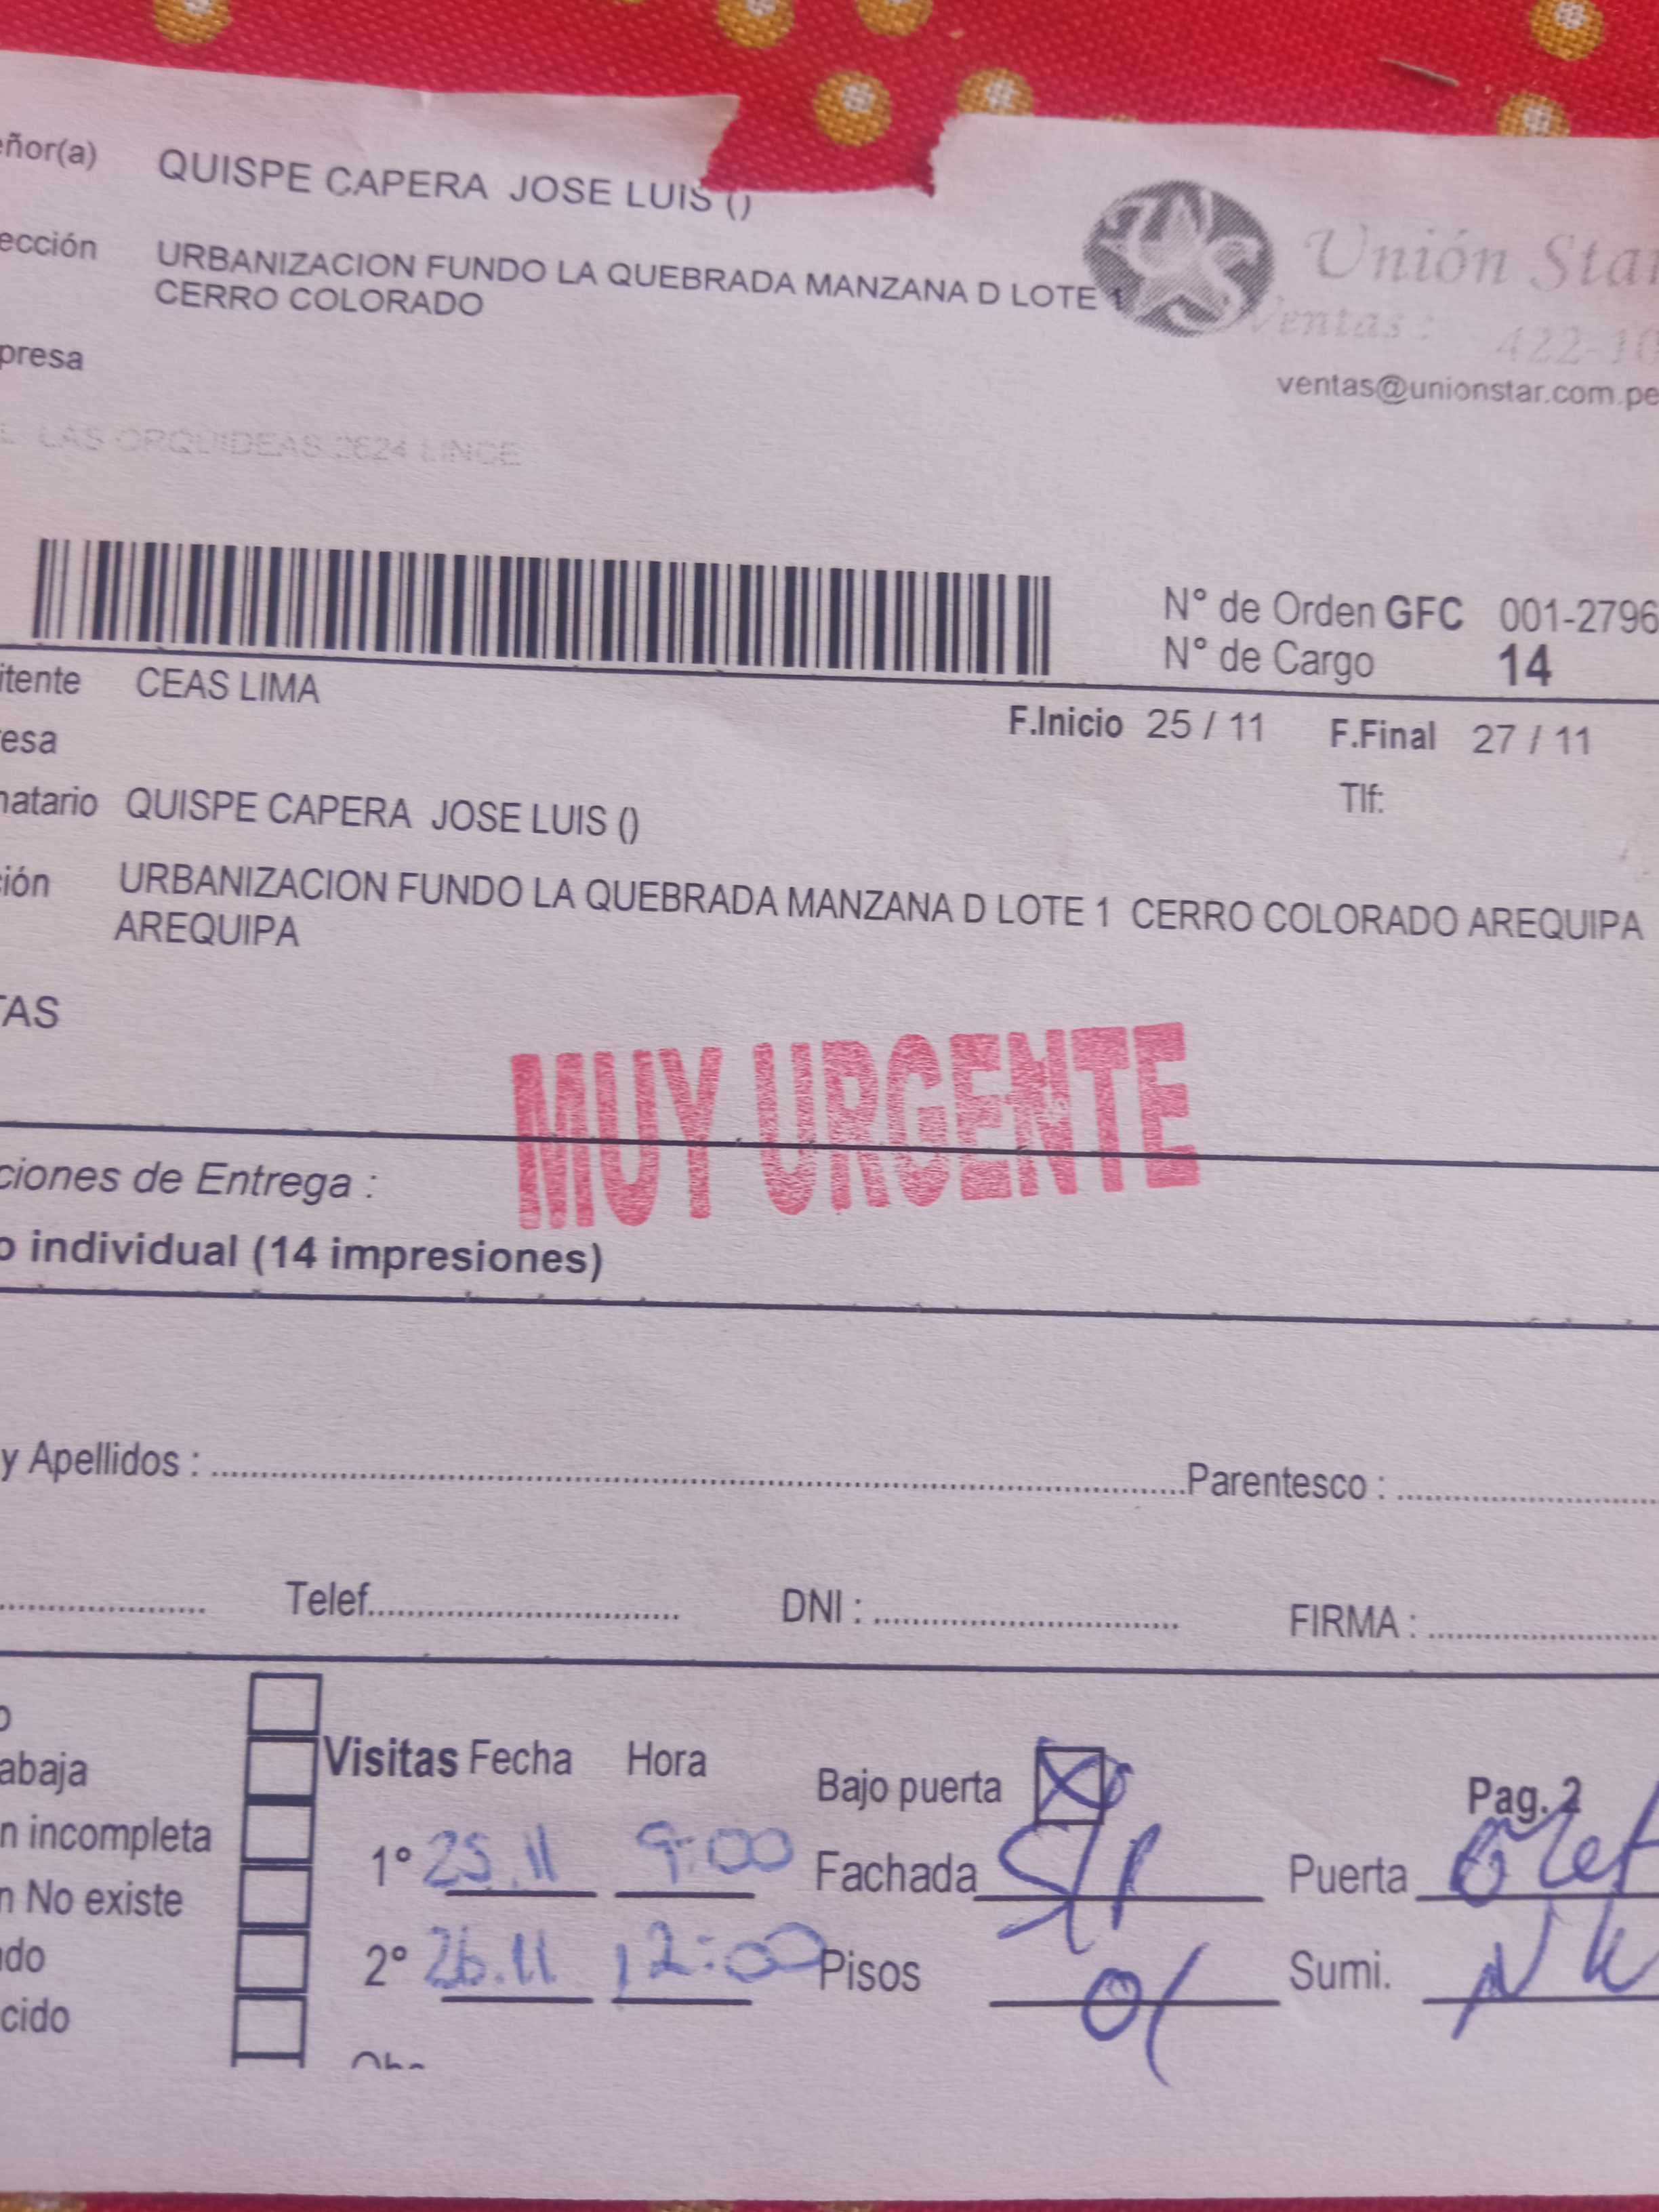 eñor(a) QUISPE CAPERA JOSE LUIS ()
ección URBANIZACION FUNDO LA QUEBRADA MANZANA D LOTE 1
CERRO COLORADO
Unión Star
Ventas : 422-10
ventas@unionstar.com.pe
presa
LAS ORQUIDEAS 2624 LINCE
N° de Orden GFC 001-2796
N° de Cargo 14
itente CEAS LIMA
F.Inicio 25 / 11 F.Final 27 / 11
esa
Tlf:
natario QUISPE CAPERA JOSE LUIS ()
ión URBANIZACION FUNDO LA QUEBRADA MANZANA D LOTE 1 CERRO COLORADO AREQUIPA
AREQUIPA
TAS
MUY URGENTE
ciones de Entrega :
o individual (14 impresiones)
y Apellidos : Parentesco :
Telef. DNI : FIRMA :
o
abaja
Visitas Fecha Hora Bajo puerta Pag. 2
n incompleta 1° 25.11 9:00 Fachada Puerta
n No existe
do 2° 26.11 12:00 Pisos 01 Sumi.
cido